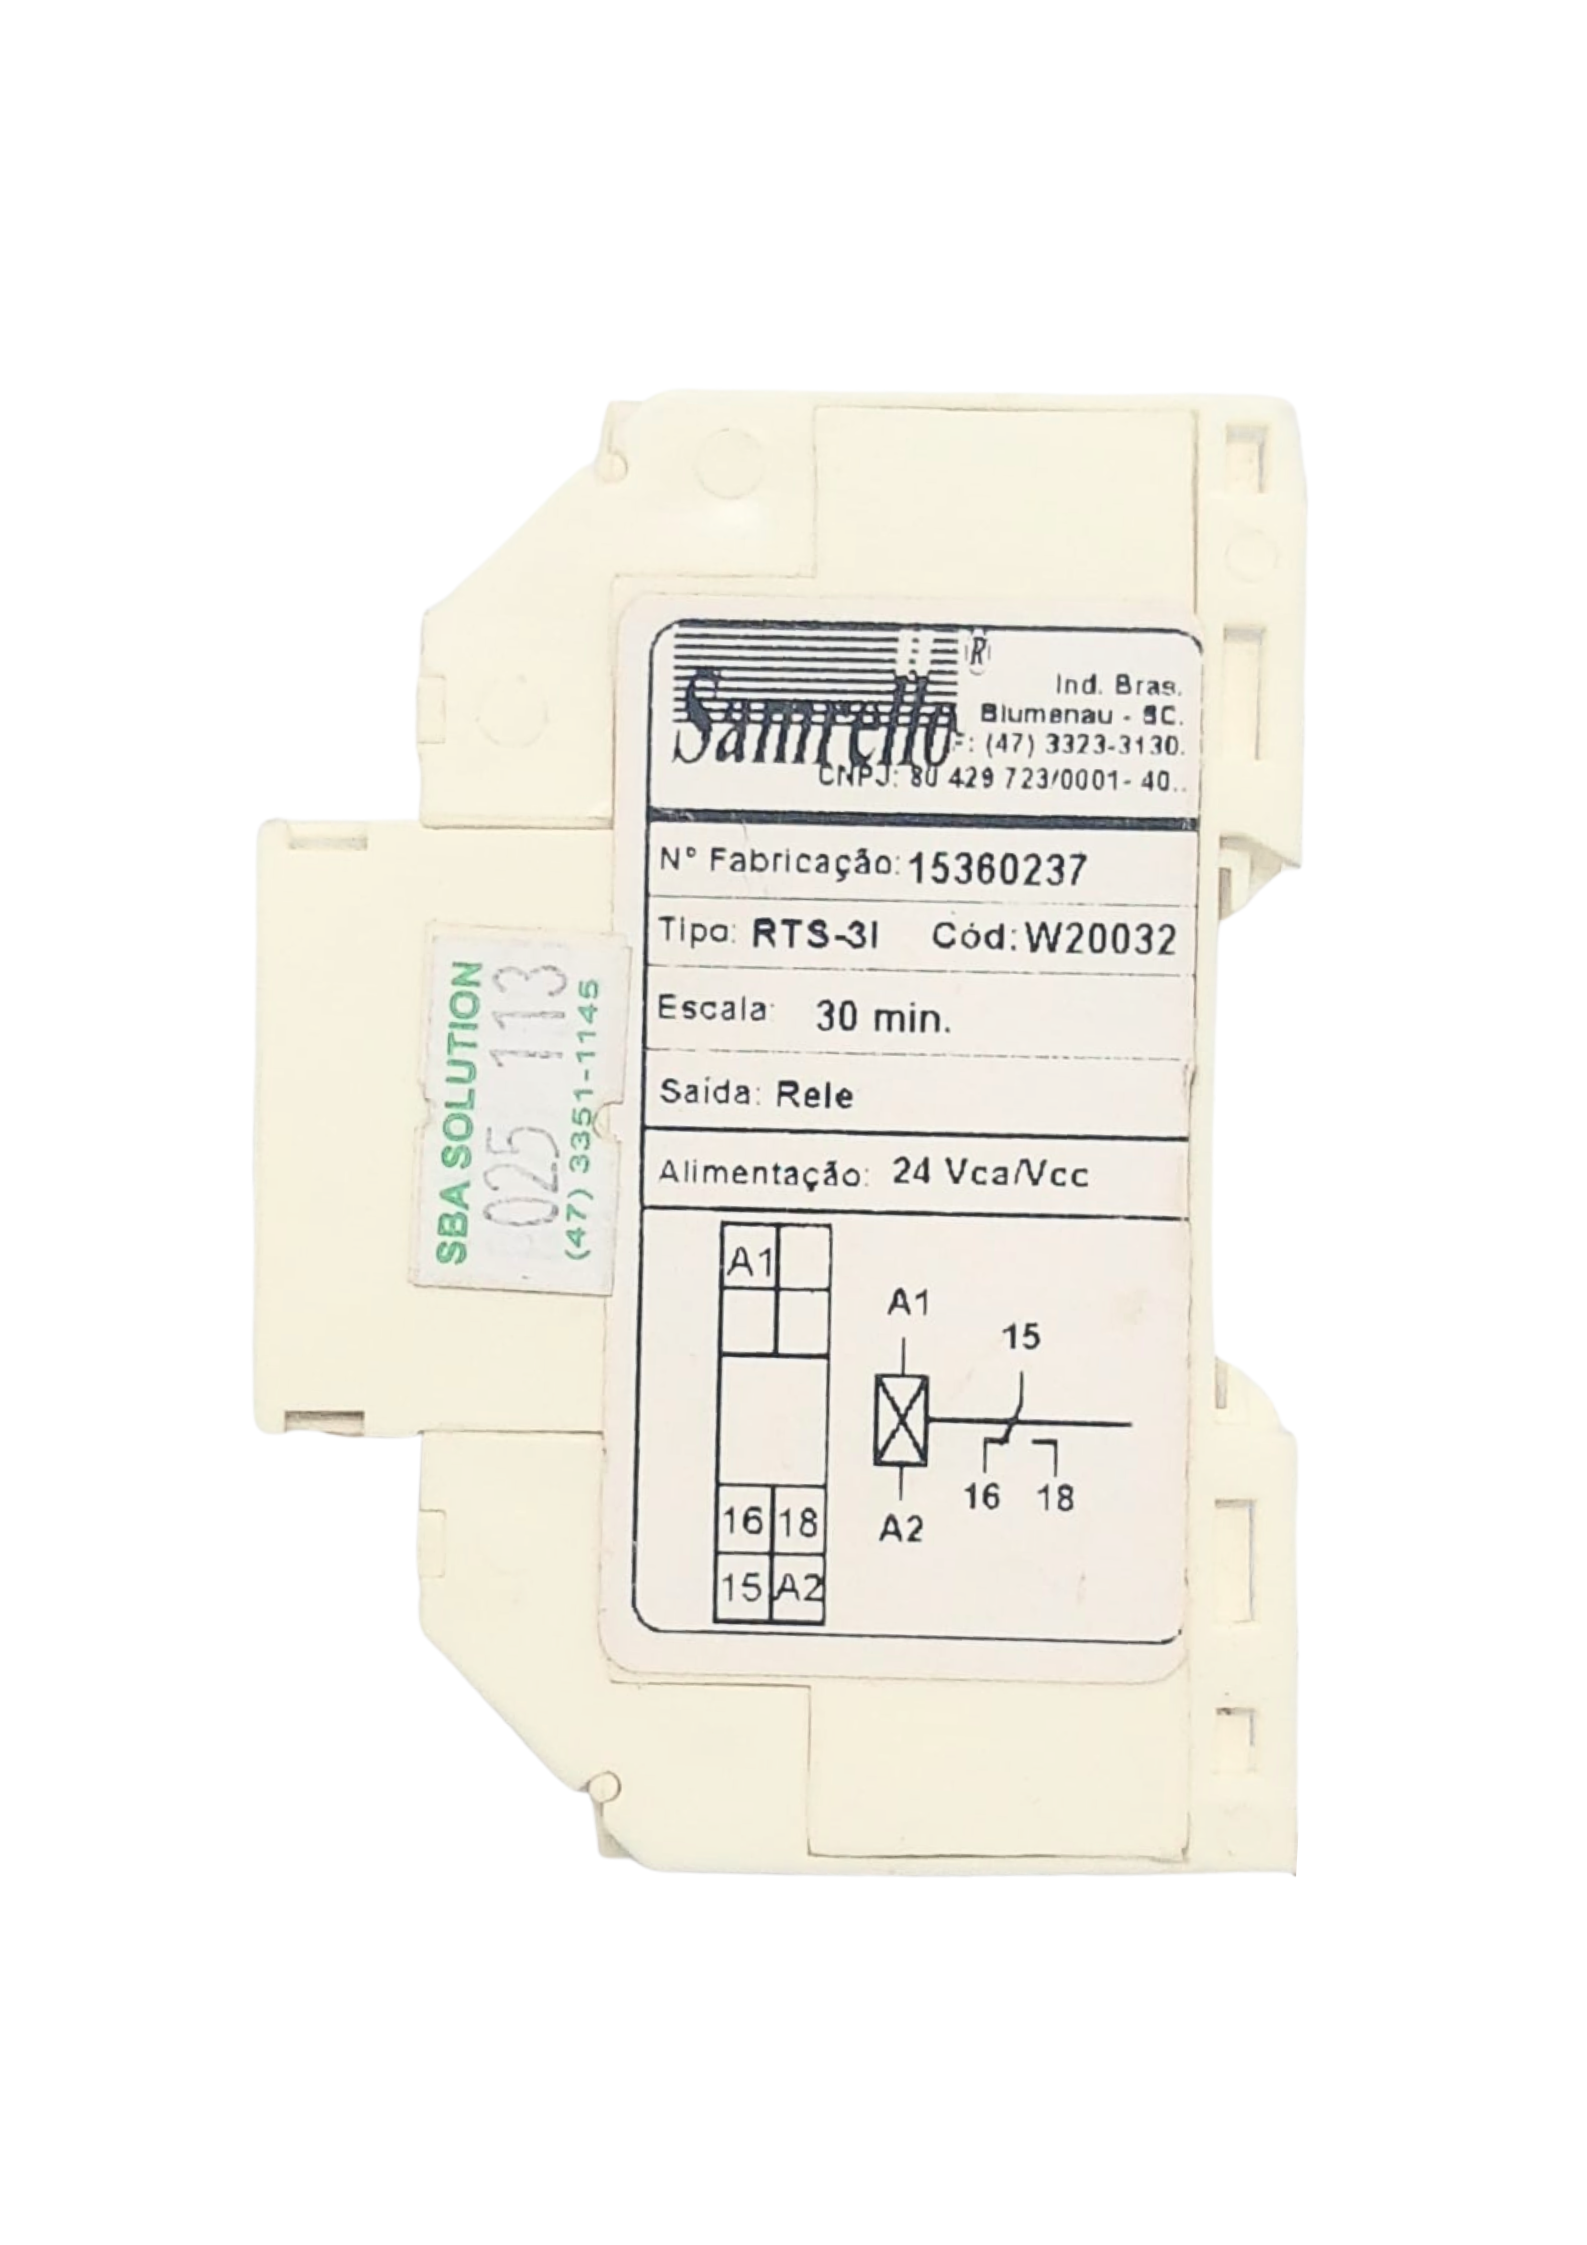 Samrello
R
Ind. Bras.
Blumenau - SC.
F: (47) 3323-3130.
CNPJ: 80 429 723/0001- 40..
Nº Fabricação: 15360237
Tipo: RTS-3I Cód: W20032
Escala: 30 min.
Saída: Rele
Alimentação: 24 Vca/Vcc
A1
16 18
15 A2
A1
15
16 18
A2
SBA SOLUTION
025 113
(47) 3351-1145